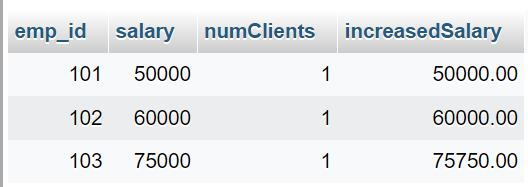 emp_id salary numClients increasedSalary
101 50000 1 50000.00
102 60000 1 60000.00
103 75000 1 75750.00